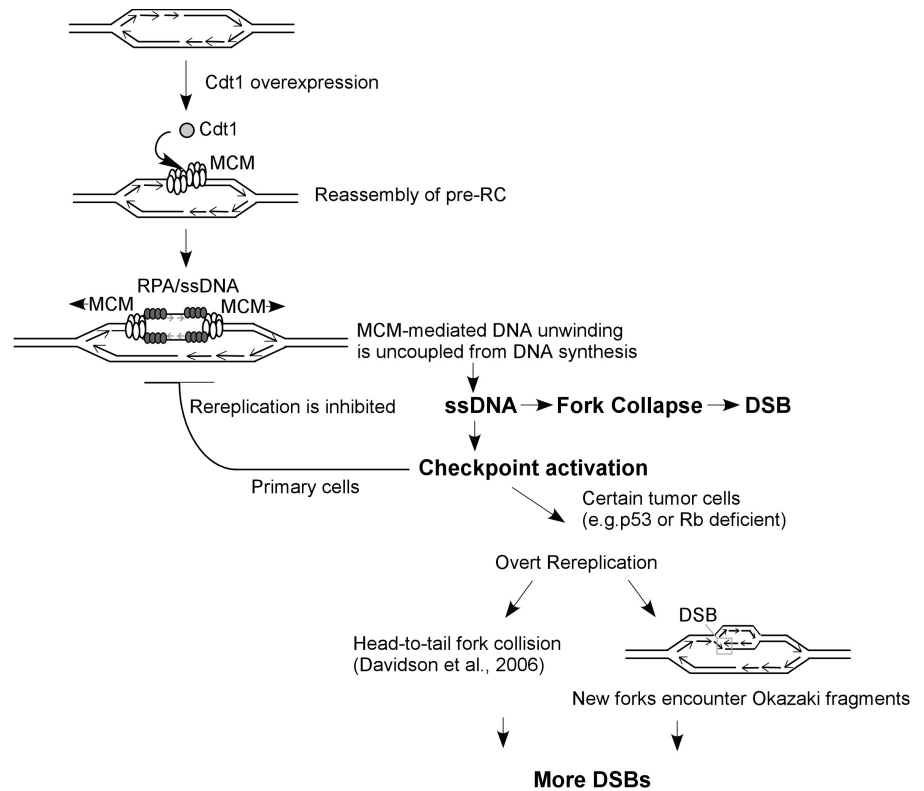 Cdt1 overexpression
Cdt1
MCM
Reassembly of pre-RC
RPA/ssDNA
MCM
MCM
MCM-mediated DNA unwinding
is uncoupled from DNA synthesis
Rereplication is inhibited
ssDNA
Fork Collapse
DSB
Checkpoint activation
Primary cells
Certain tumor cells
(e.g.p53 or Rb deficient)
Overt Rereplication
DSB
Head-to-tail fork collision
(Davidson et al., 2006)
New forks encounter Okazaki fragments
More DSBs